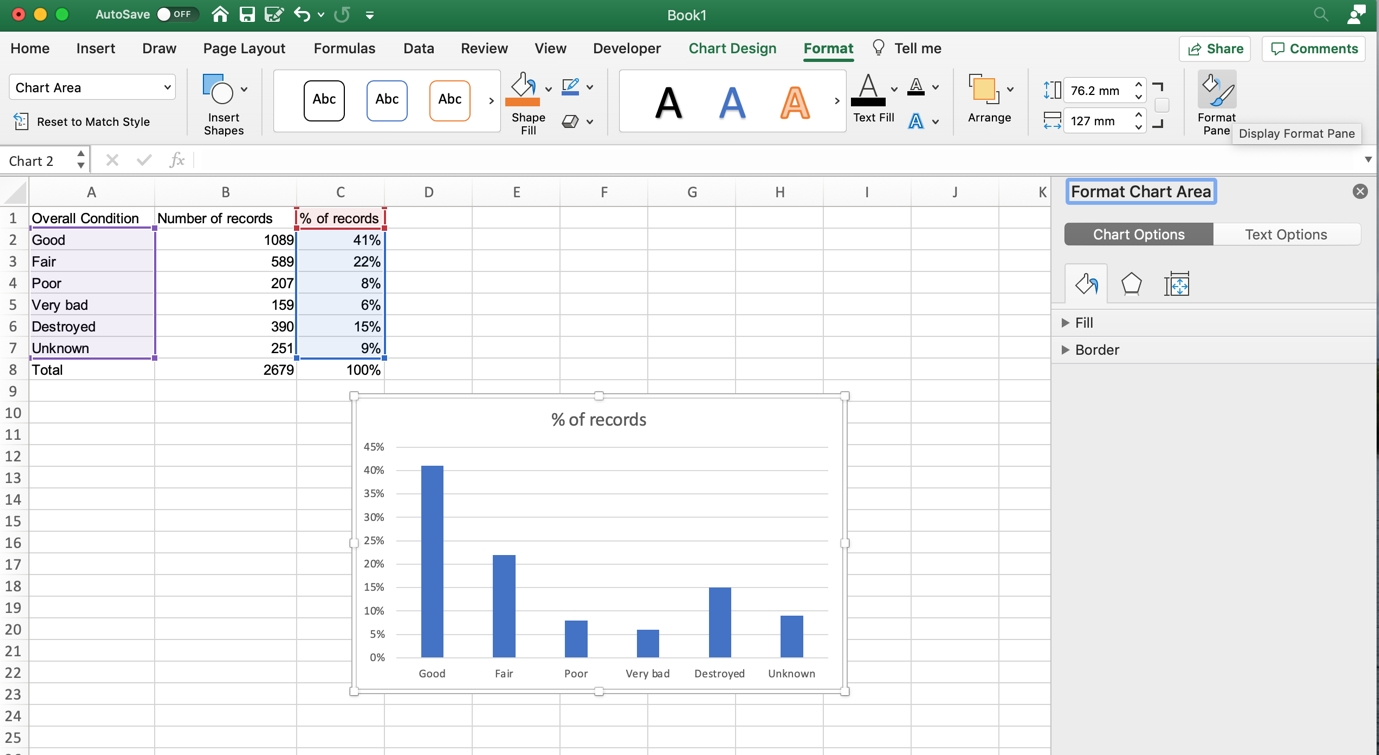 AutoSave OFF Book1
Home Insert Draw Page Layout Formulas Data Review View Developer Chart Design Format Tell me Share Comments
Chart Area
Reset to Match Style
Insert Shapes
Abc Abc Abc
Shape Fill
A A A
Text Fill
Arrange
76.2 mm
127 mm
Format Pane
Display Format Pane
Chart 2 fx
A B C D E F G H I J K
1 Overall Condition Number of records % of records
2 Good 1089 41%
3 Fair 589 22%
4 Poor 207 8%
5 Very bad 159 6%
6 Destroyed 390 15%
7 Unknown 251 9%
8 Total 2679 100%
9
10
11
12
13
14
15
16
17
18
19
20
21
22
23
24
25
% of records
45%
40%
35%
30%
25%
20%
15%
10%
5%
0%
Good Fair Poor Very bad Destroyed Unknown
Format Chart Area
Chart Options Text Options
Fill
Border